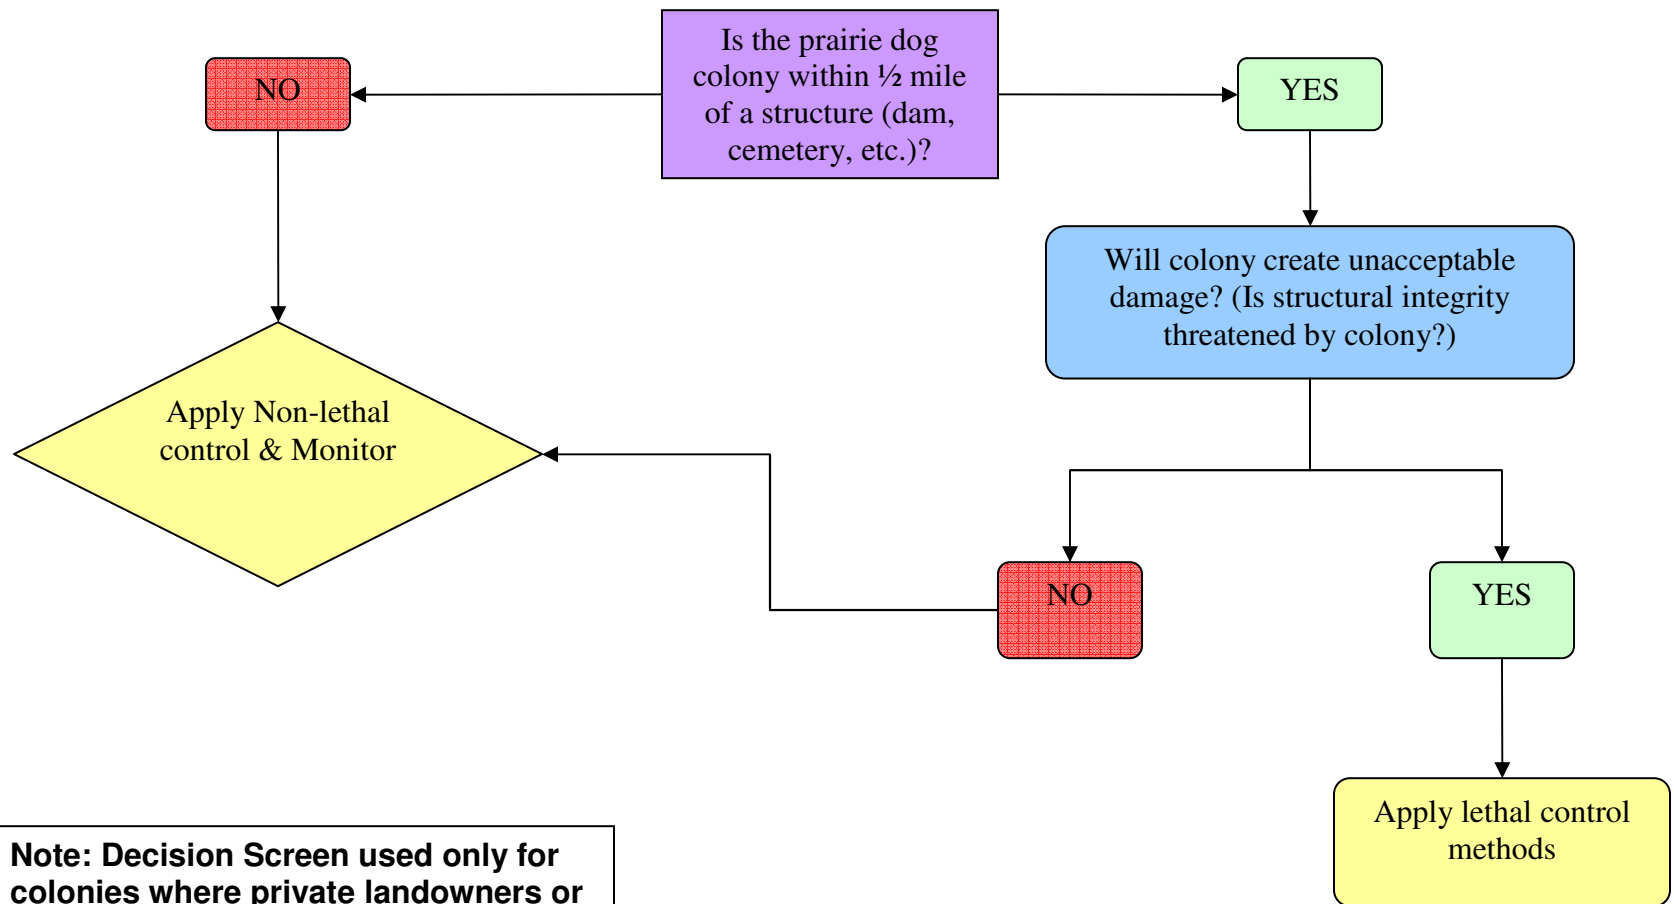 Is the prairie dog
colony within ½ mile
of a structure (dam,
cemetery, etc.)?
NO
YES
Will colony create unacceptable
damage? (Is structural integrity
threatened by colony?)
Apply Non-lethal
control & Monitor
NO
YES
Apply lethal control
methods
Note: Decision Screen used only for
colonies where private landowners or